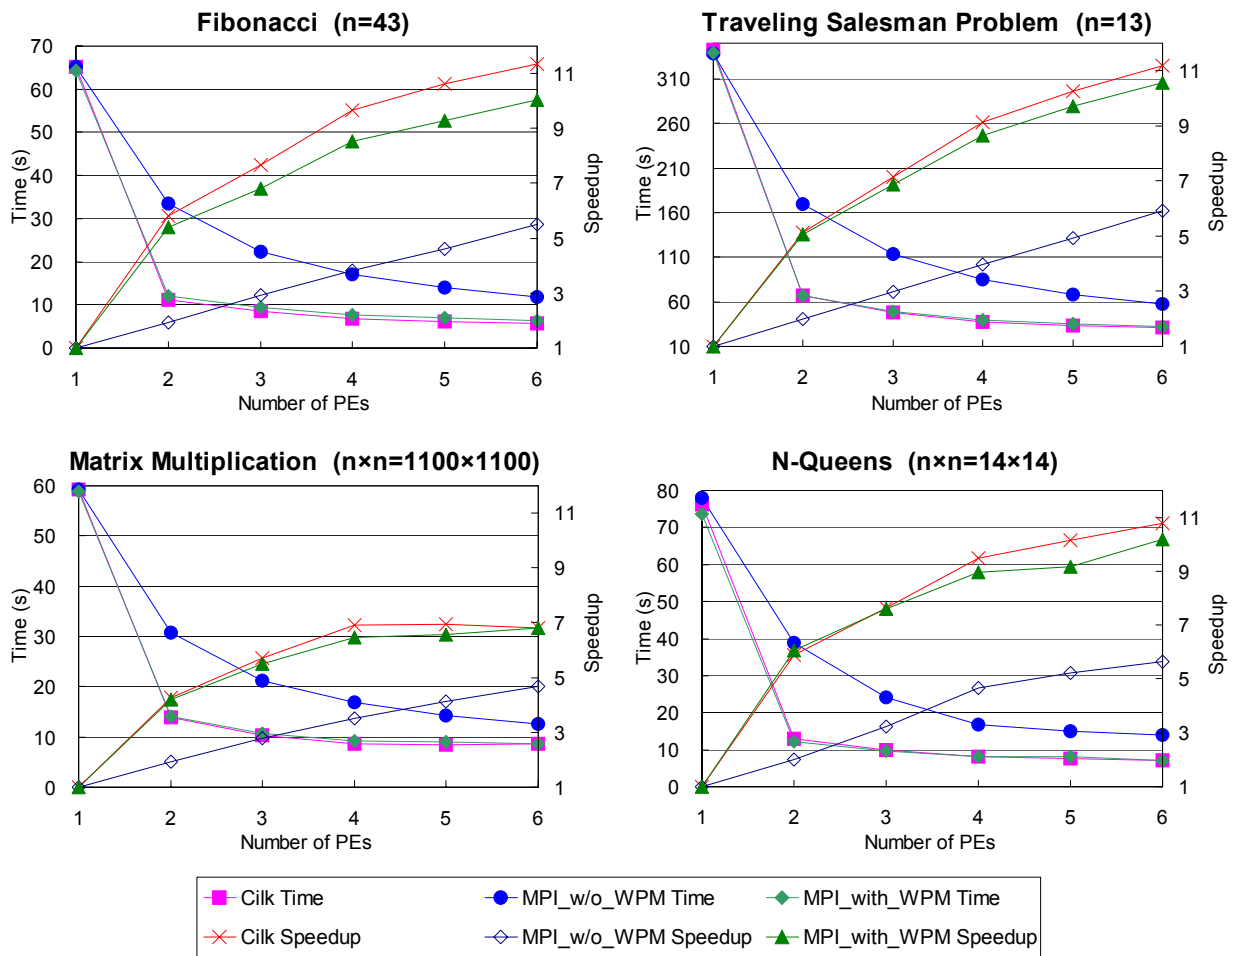 Fibonacci (n=43)
70
60
50
40
30
20
10
0
Time (s)
11
9
7
5
3
1
Speedup
1 2 3 4 5 6
Number of PEs
Traveling Salesman Problem (n=13)
310
260
210
160
110
60
10
Time (s)
11
9
7
5
3
1
Speedup
1 2 3 4 5 6
Number of PEs
Matrix Multiplication (n×n=1100×1100)
60
50
40
30
20
10
0
Time (s)
11
9
7
5
3
1
Speedup
1 2 3 4 5 6
Number of PEs
N-Queens (n×n=14×14)
80
70
60
50
40
30
20
10
0
Time (s)
11
9
7
5
3
1
Speedup
1 2 3 4 5 6
Number of PEs
Cilk Time
MPI_w/o_WPM Time
MPI_with_WPM Time
Cilk Speedup
MPI_w/o_WPM Speedup
MPI_with_WPM Speedup